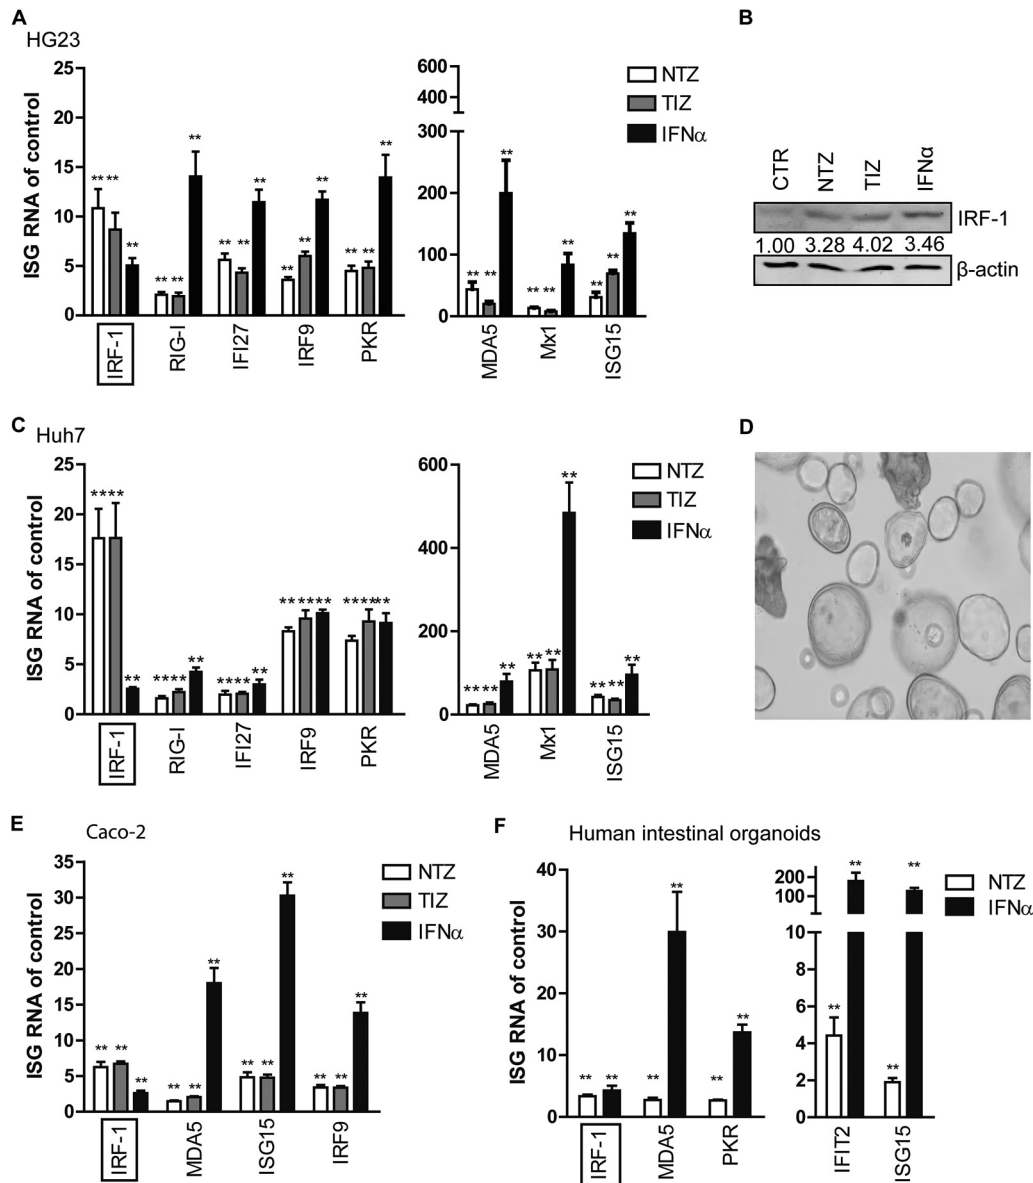 A
HG23
ISG RNA of control
25
20
15
10
5
0
** ** **
** ** **
** ** **
** ** **
** ** **
IRF-1
RIG-I
IFI27
IRF9
PKR
600
400
300
200
100
0
** ** **
** ** **
** ** **
MDA5
Mx1
ISG15
NTZ
TIZ
IFNα
B
CTR
NTZ
TIZ
IFNα
IRF-1
1.00 3.28 4.02 3.46
β-actin
C
Huh7
ISG RNA of control
25
20
15
10
5
0
**** **
**** **
**** **
** ****
**** **
IRF-1
RIG-I
IFI27
IRF9
PKR
600
400
200
0
** ** **
** ** **
** ** **
MDA5
Mx1
ISG15
NTZ
TIZ
IFNα
D
E
Caco-2
ISG RNA of control
35
30
25
20
15
10
5
0
** ** **
** ** **
** ** **
** ** **
IRF-1
MDA5
ISG15
IRF9
NTZ
TIZ
IFNα
F
Human intestinal organoids
ISG RNA of control
40
30
20
10
0
** **
** **
** **
IRF-1
MDA5
PKR
200
100
10
8
6
4
2
0
** **
** **
IFIT2
ISG15
NTZ
IFNα